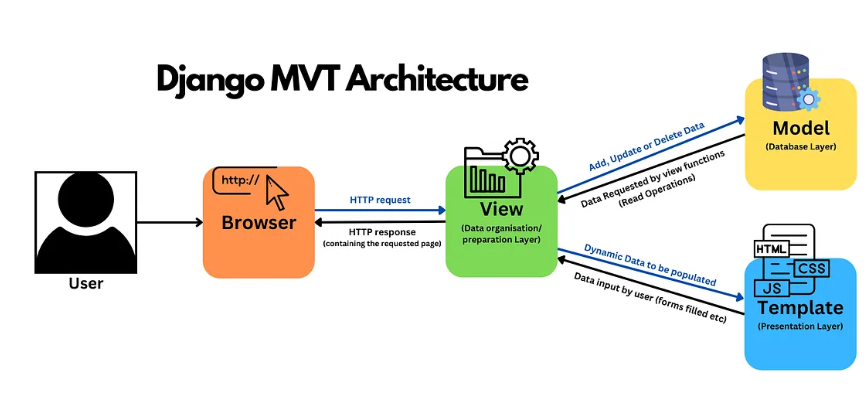 Django MVT Architecture
User
http://
Browser
HTTP request
HTTP response
(containing the requested page)
View
(Data organisation/
preparation Layer)
Add, Update or Delete Data
Data Requested by view functions
(Read Operations)
Model
(Database Layer)
Dynamic Data to be populated
Data input by user (forms filled etc)
HTML
CSS
JS
Template
(Presentation Layer)